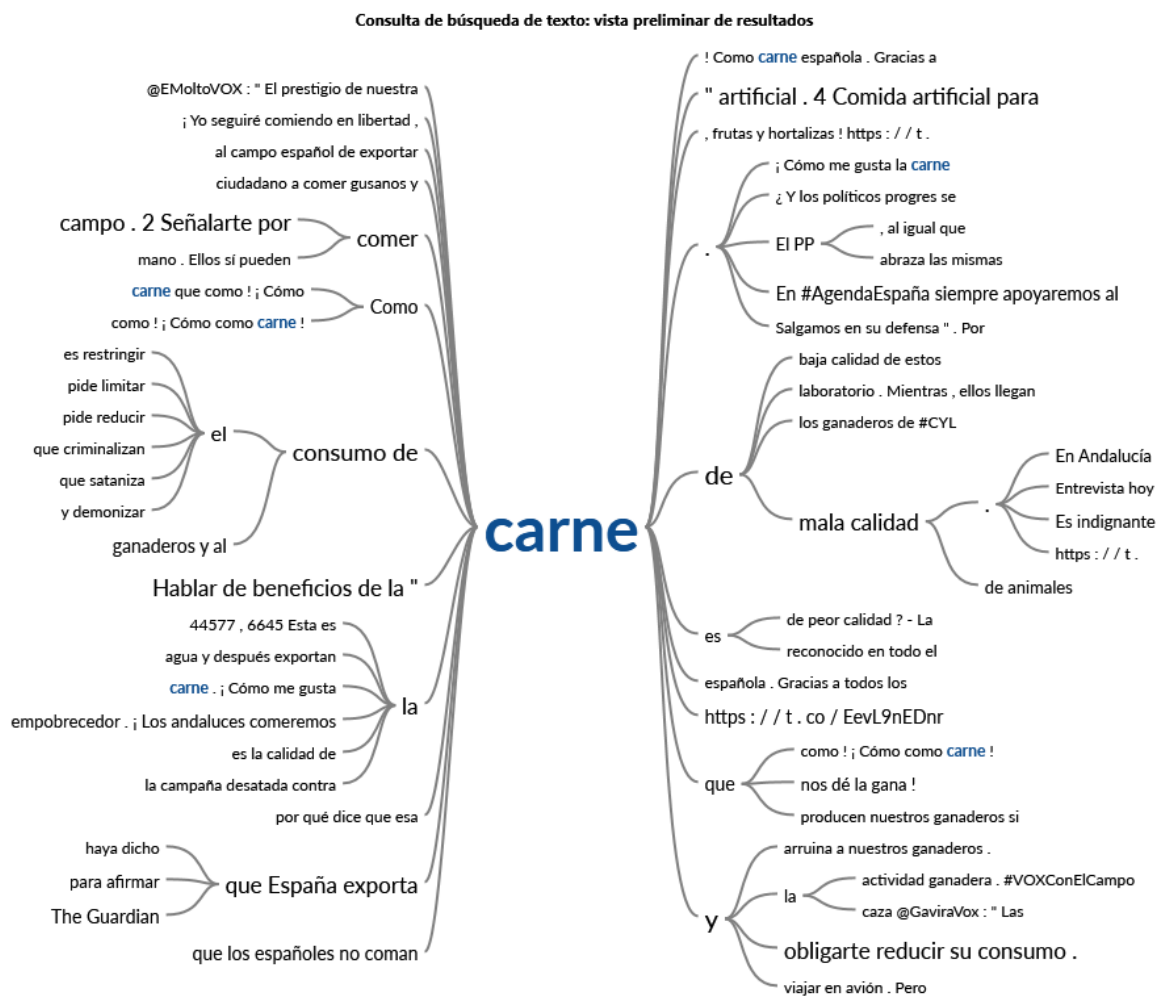 Consulta de búsqueda de texto: vista preliminar de resultados
@EMoltoVOX : " El prestigio de nuestra
¡ Yo seguiré comiendo en libertad ,
al campo español de exportar
ciudadano a comer gusanos y
campo . 2 Señalarte por
mano . Ellos sí pueden
comer
carne que como ! ¡ Cómo
como ! ¡ Cómo como carne !
Como
es restringir
pide limitar
pide reducir
que criminalizan
que sataniza
y demonizar
el
ganaderos y al
consumo de
Hablar de beneficios de la "
44577 , 6645 Esta es
agua y después exportan
carne . ¡ Cómo me gusta
empobrecedor . ¡ Los andaluces comeremos
es la calidad de
la campaña desatada contra
la
por qué dice que esa
haya dicho
para afirmar
The Guardian
que España exporta
que los españoles no coman
carne
! Como carne española . Gracias a
" artificial . 4 Comida artificial para
, frutas y hortalizas ! https : / / t .
.
¡ Cómo me gusta la carne
¿ Y los políticos progres se
El PP
, al igual que
abraza las mismas
En #AgendaEspaña siempre apoyaremos al
Salgamos en su defensa " . Por
de
baja calidad de estos
laboratorio . Mientras , ellos llegan
los ganaderos de #CYL
mala calidad
.
En Andalucía
Entrevista hoy
Es indignante
https : / / t .
de animales
es
de peor calidad ? - La
reconocido en todo el
española . Gracias a todos los
https : / / t . co / EevL9nEDnr
que
como ! ¡ Cómo como carne !
nos dé la gana !
producen nuestros ganaderos si
y
arruina a nuestros ganaderos .
la
actividad ganadera . #VOXConElCampo
caza @GaviraVox : " Las
obligarte reducir su consumo .
viajar en avión . Pero